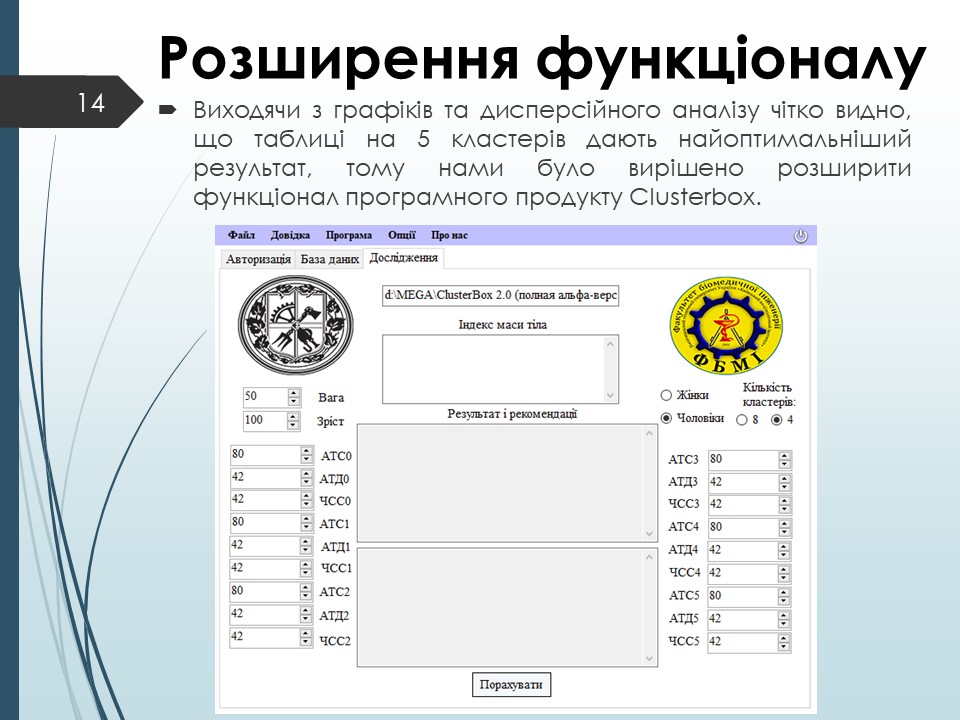 Розширення функціоналу
14
Виходячи з графіків та дисперсійного аналізу чітко видно,
що таблиці на 5 кластерів дають найоптимальніший
результат, тому нами було вирішено розширити
функціонал програмного продукту Clusterbox.
Файл Довідка Програма Опції Про нас
Авторизація База даних Дослідження
d:\MEGA\ClusterBox 2.0 (полная альфа-верс
Індекс маси тіла
ФБМІ
50 Вага
100 Зріст
Результат і рекомендації
Жінки
Чоловіки
Кількість
кластерів:
8 4
80 АТС0
42 АТД0
42 ЧСС0
80 АТС1
42 АТД1
42 ЧСС1
80 АТС2
42 АТД2
42 ЧСС2
АТС3 80
АТД3 42
ЧСС3 42
АТС4 80
АТД4 42
ЧСС4 42
АТС5 80
АТД5 42
ЧСС5 42
Порахувати